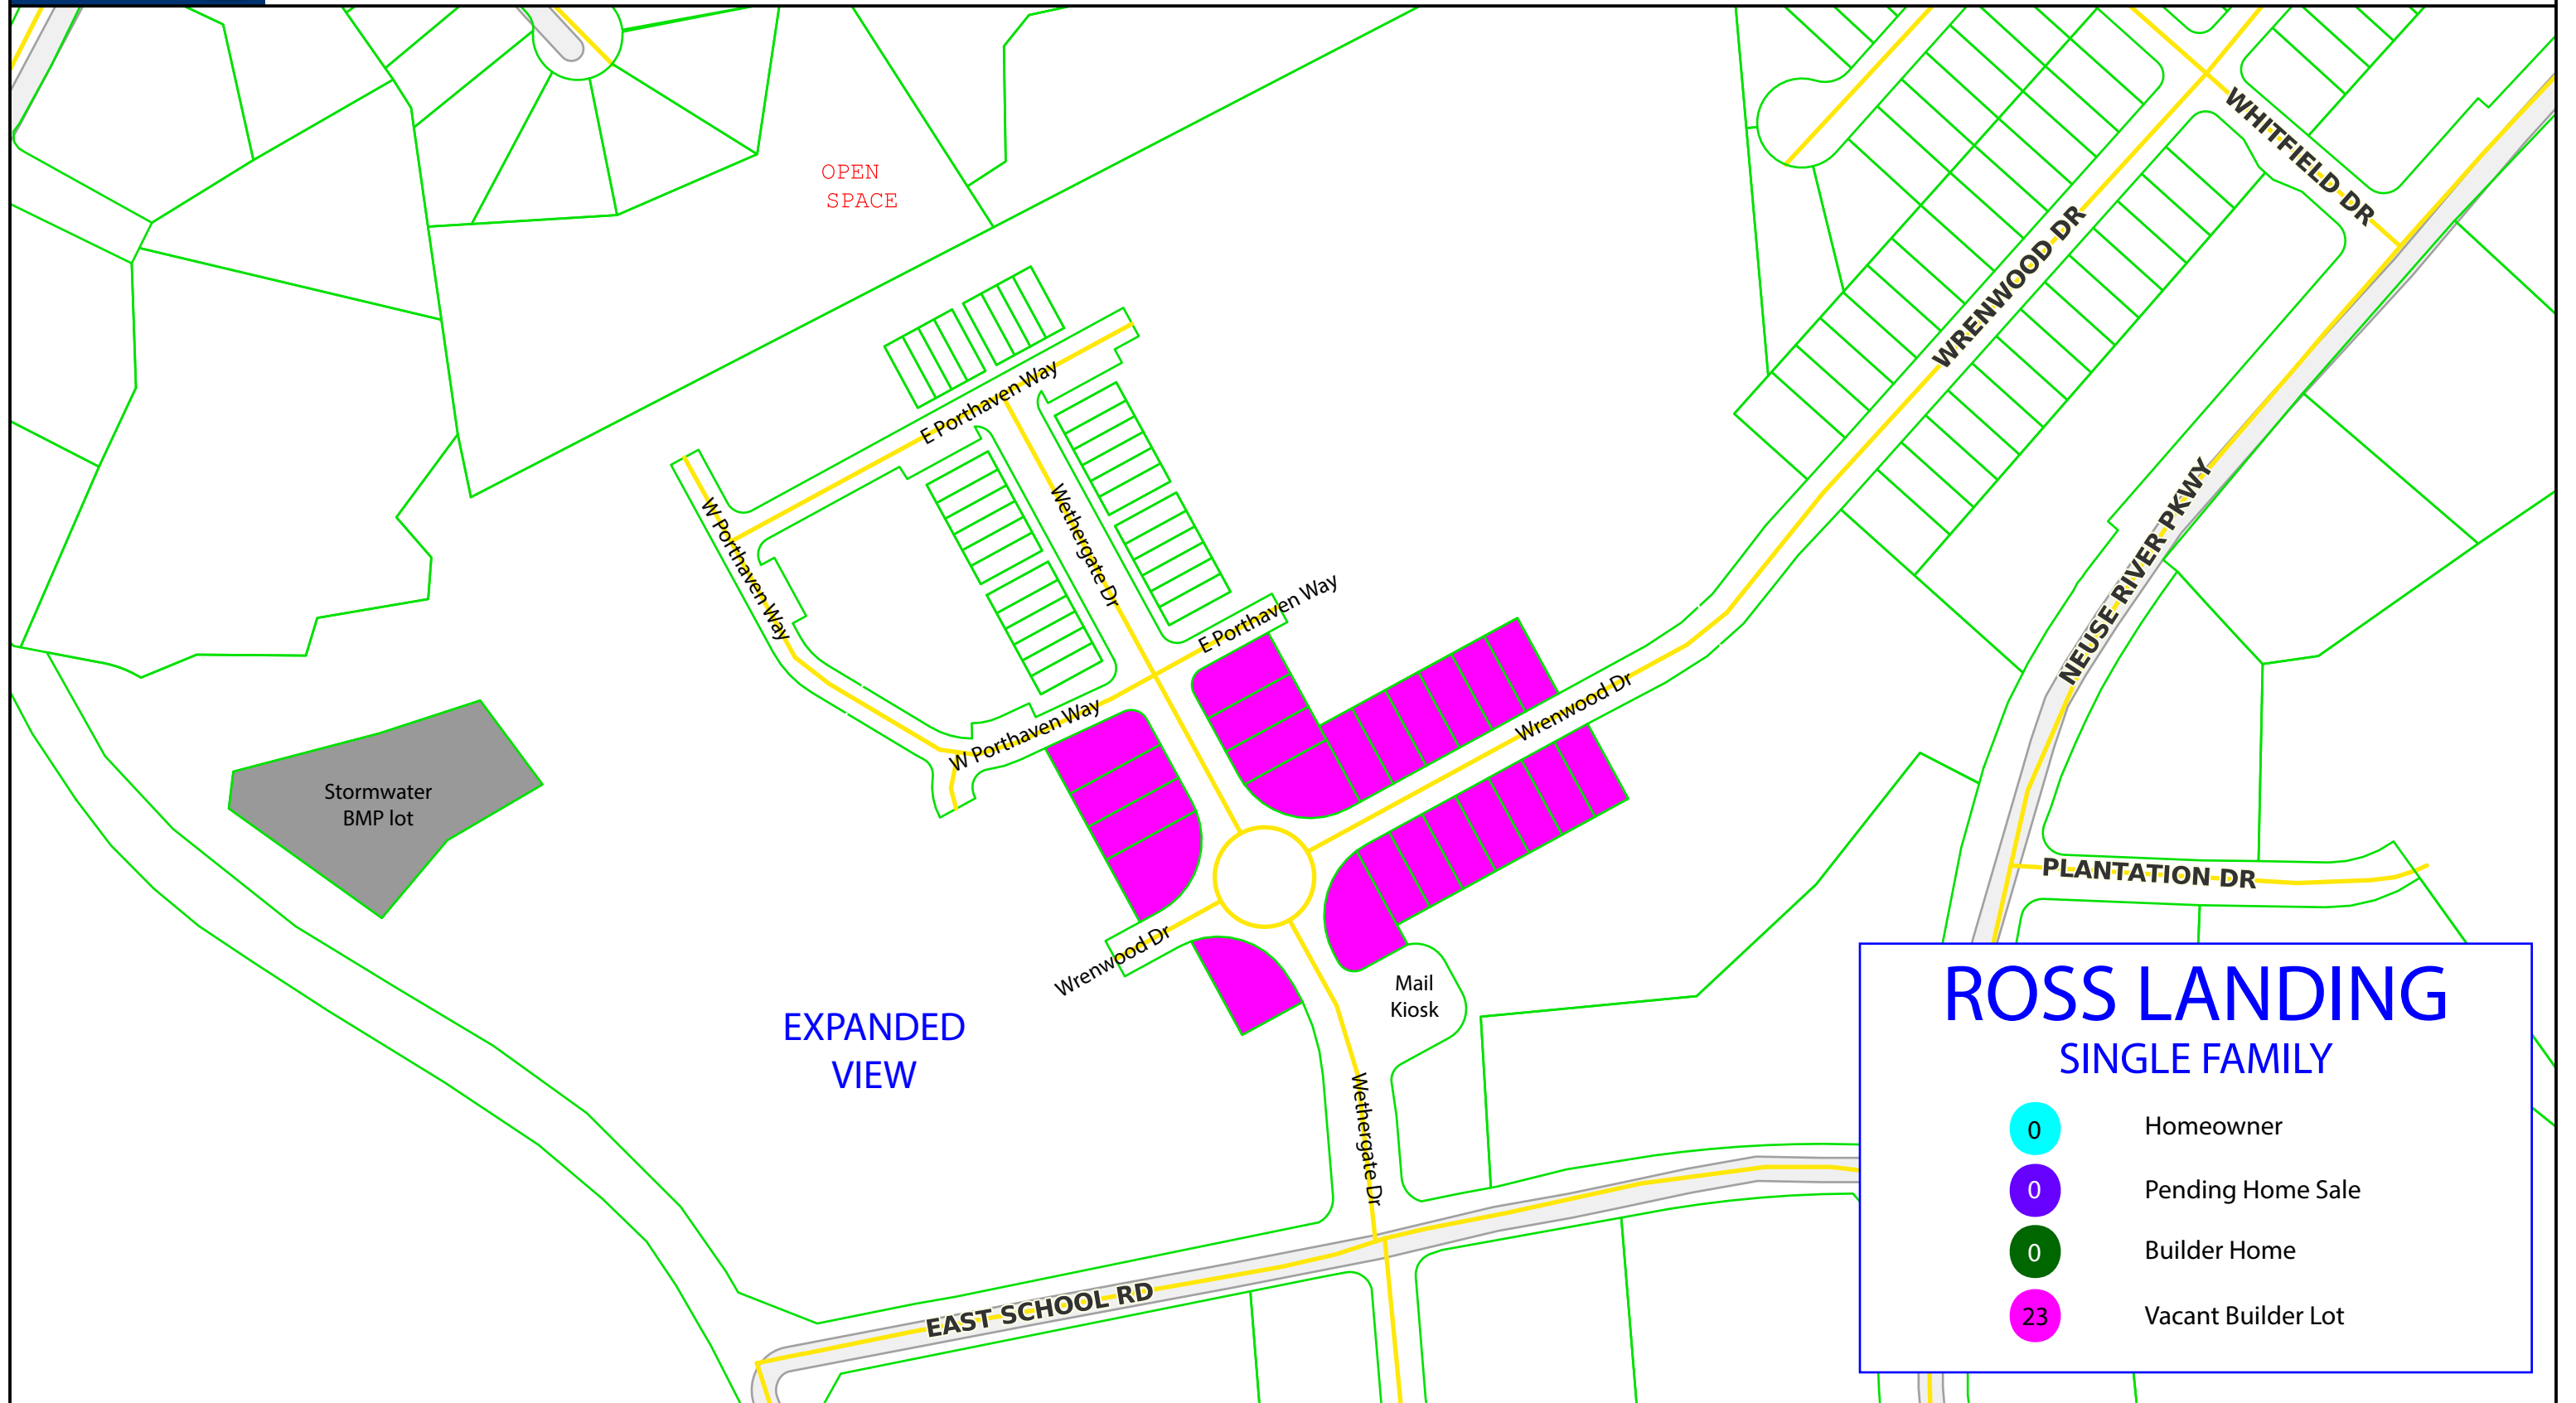 OPEN
SPACE
WHITFIELD DR
WRENWOOD DR
E Porthaven Way
NEUSE RIVER PKWY
W Porthaven Way
Wethergate Dr
E Porthaven Way
Wrenwood Dr
W Porthaven Way
Stormwater
BMP lot
PLANTATION DR
Wrenwood Dr
Mail
Kiosk
EXPANDED
VIEW
Wethergate Dr
EAST SCHOOL RD
ROSS LANDING
SINGLE FAMILY
0 Homeowner
0 Pending Home Sale
0 Builder Home
23 Vacant Builder Lot